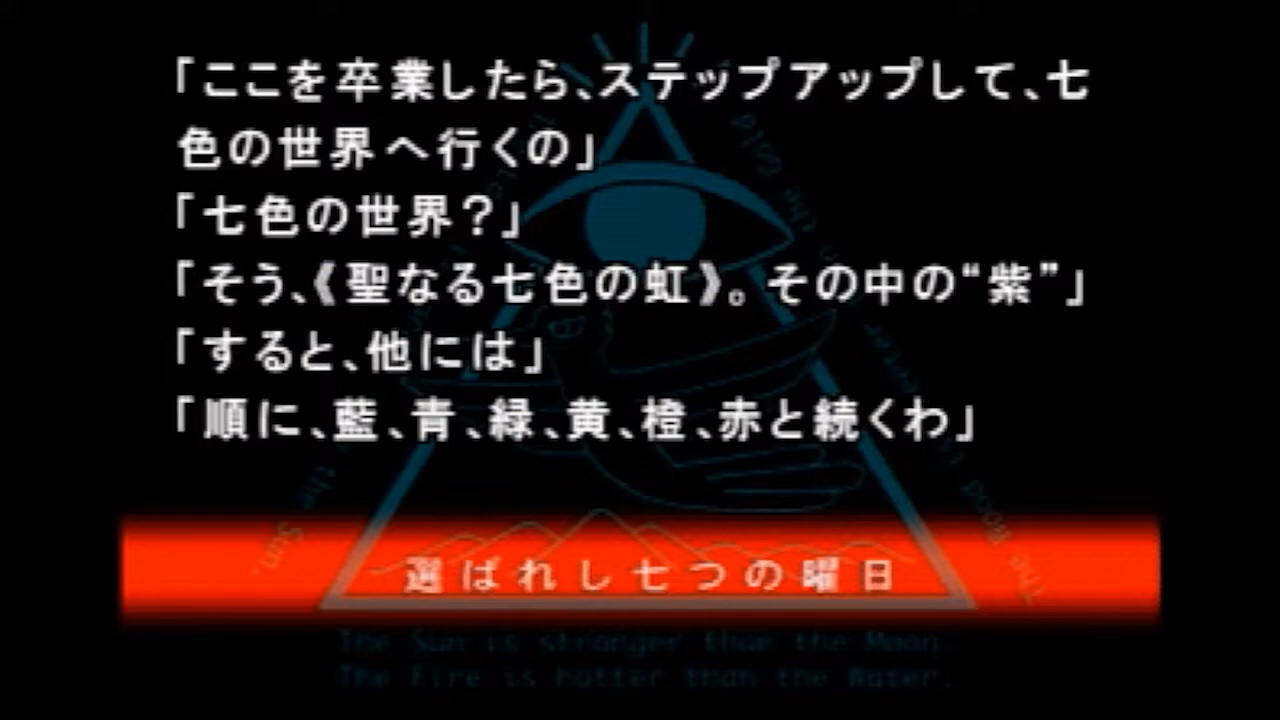 「ここを卒業したら、ステップアップして、七
色の世界へ行くの」
「七色の世界？」
「そう、《聖なる七色の虹》。その中の“紫”」
「すると、他には」
「順に、藍、青、緑、黄、橙、赤と続くわ」
選ばれし七つの曜日
The Sun is stronger than the Moon.
The Fire is hotter than the Water.